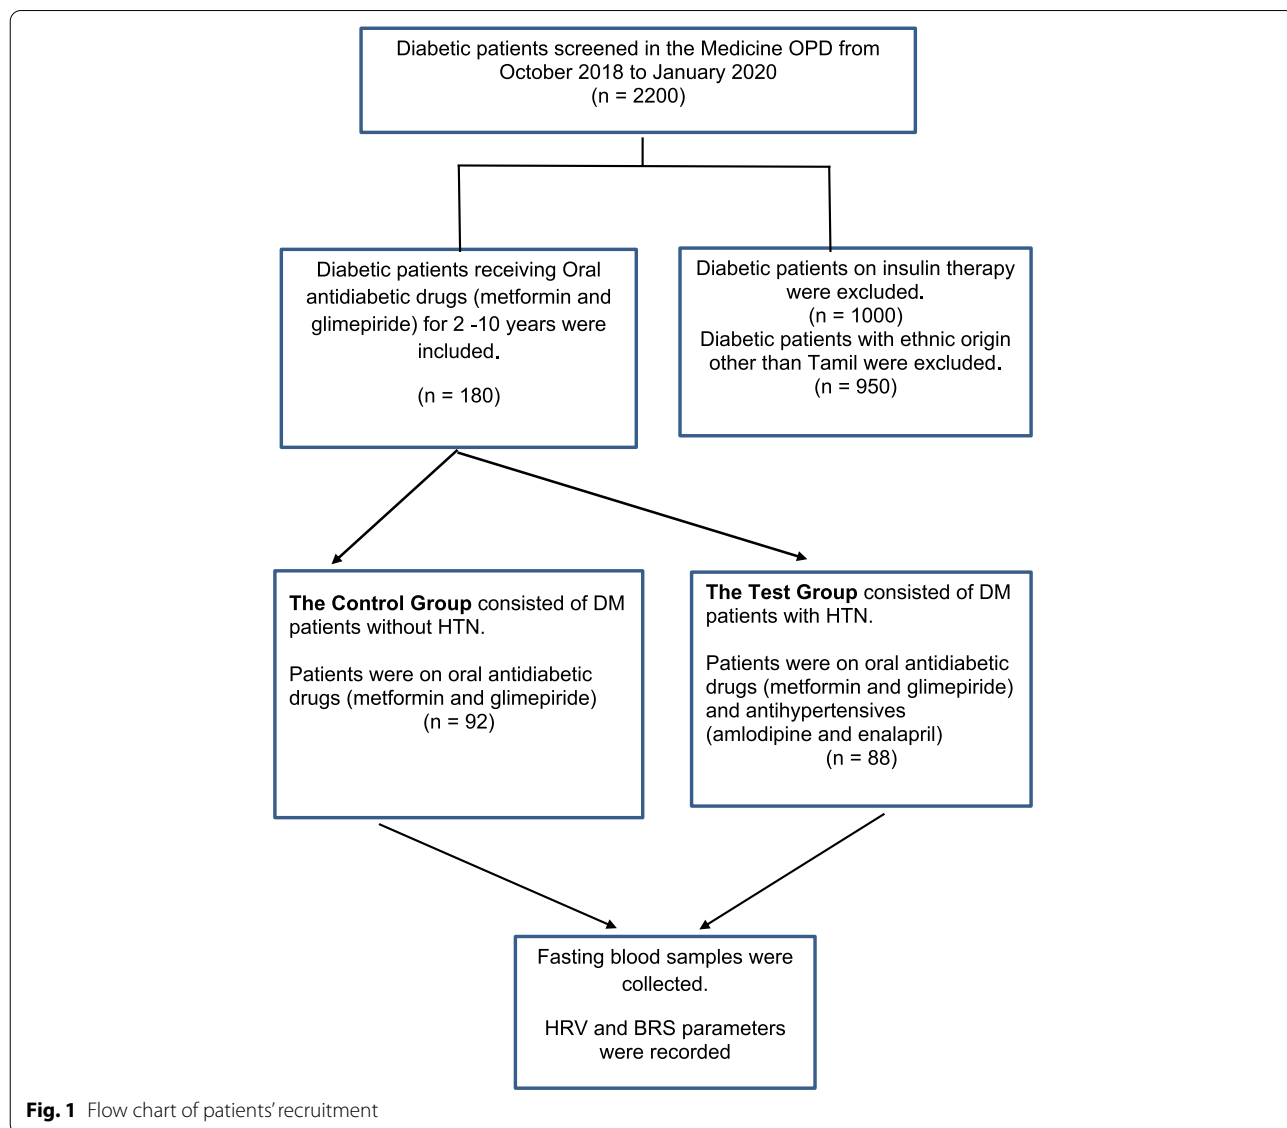 Diabetic patients screened in the Medicine OPD from
October 2018 to January 2020
(n = 2200)
Diabetic patients receiving Oral
antidiabetic drugs (metformin and
glimepiride) for 2 -10 years were
included.
(n = 180)
Diabetic patients on insulin therapy
were excluded.
(n = 1000)
Diabetic patients with ethnic origin
other than Tamil were excluded.
(n = 950)
The Control Group consisted of DM
patients without HTN.
Patients were on oral antidiabetic
drugs (metformin and glimepiride)
(n = 92)
The Test Group consisted of DM
patients with HTN.
Patients were on oral antidiabetic
drugs (metformin and glimepiride)
and antihypertensives
(amlodipine and enalapril)
(n = 88)
Fasting blood samples were
collected.
HRV and BRS parameters
were recorded
Fig. 1 Flow chart of patients' recruitment